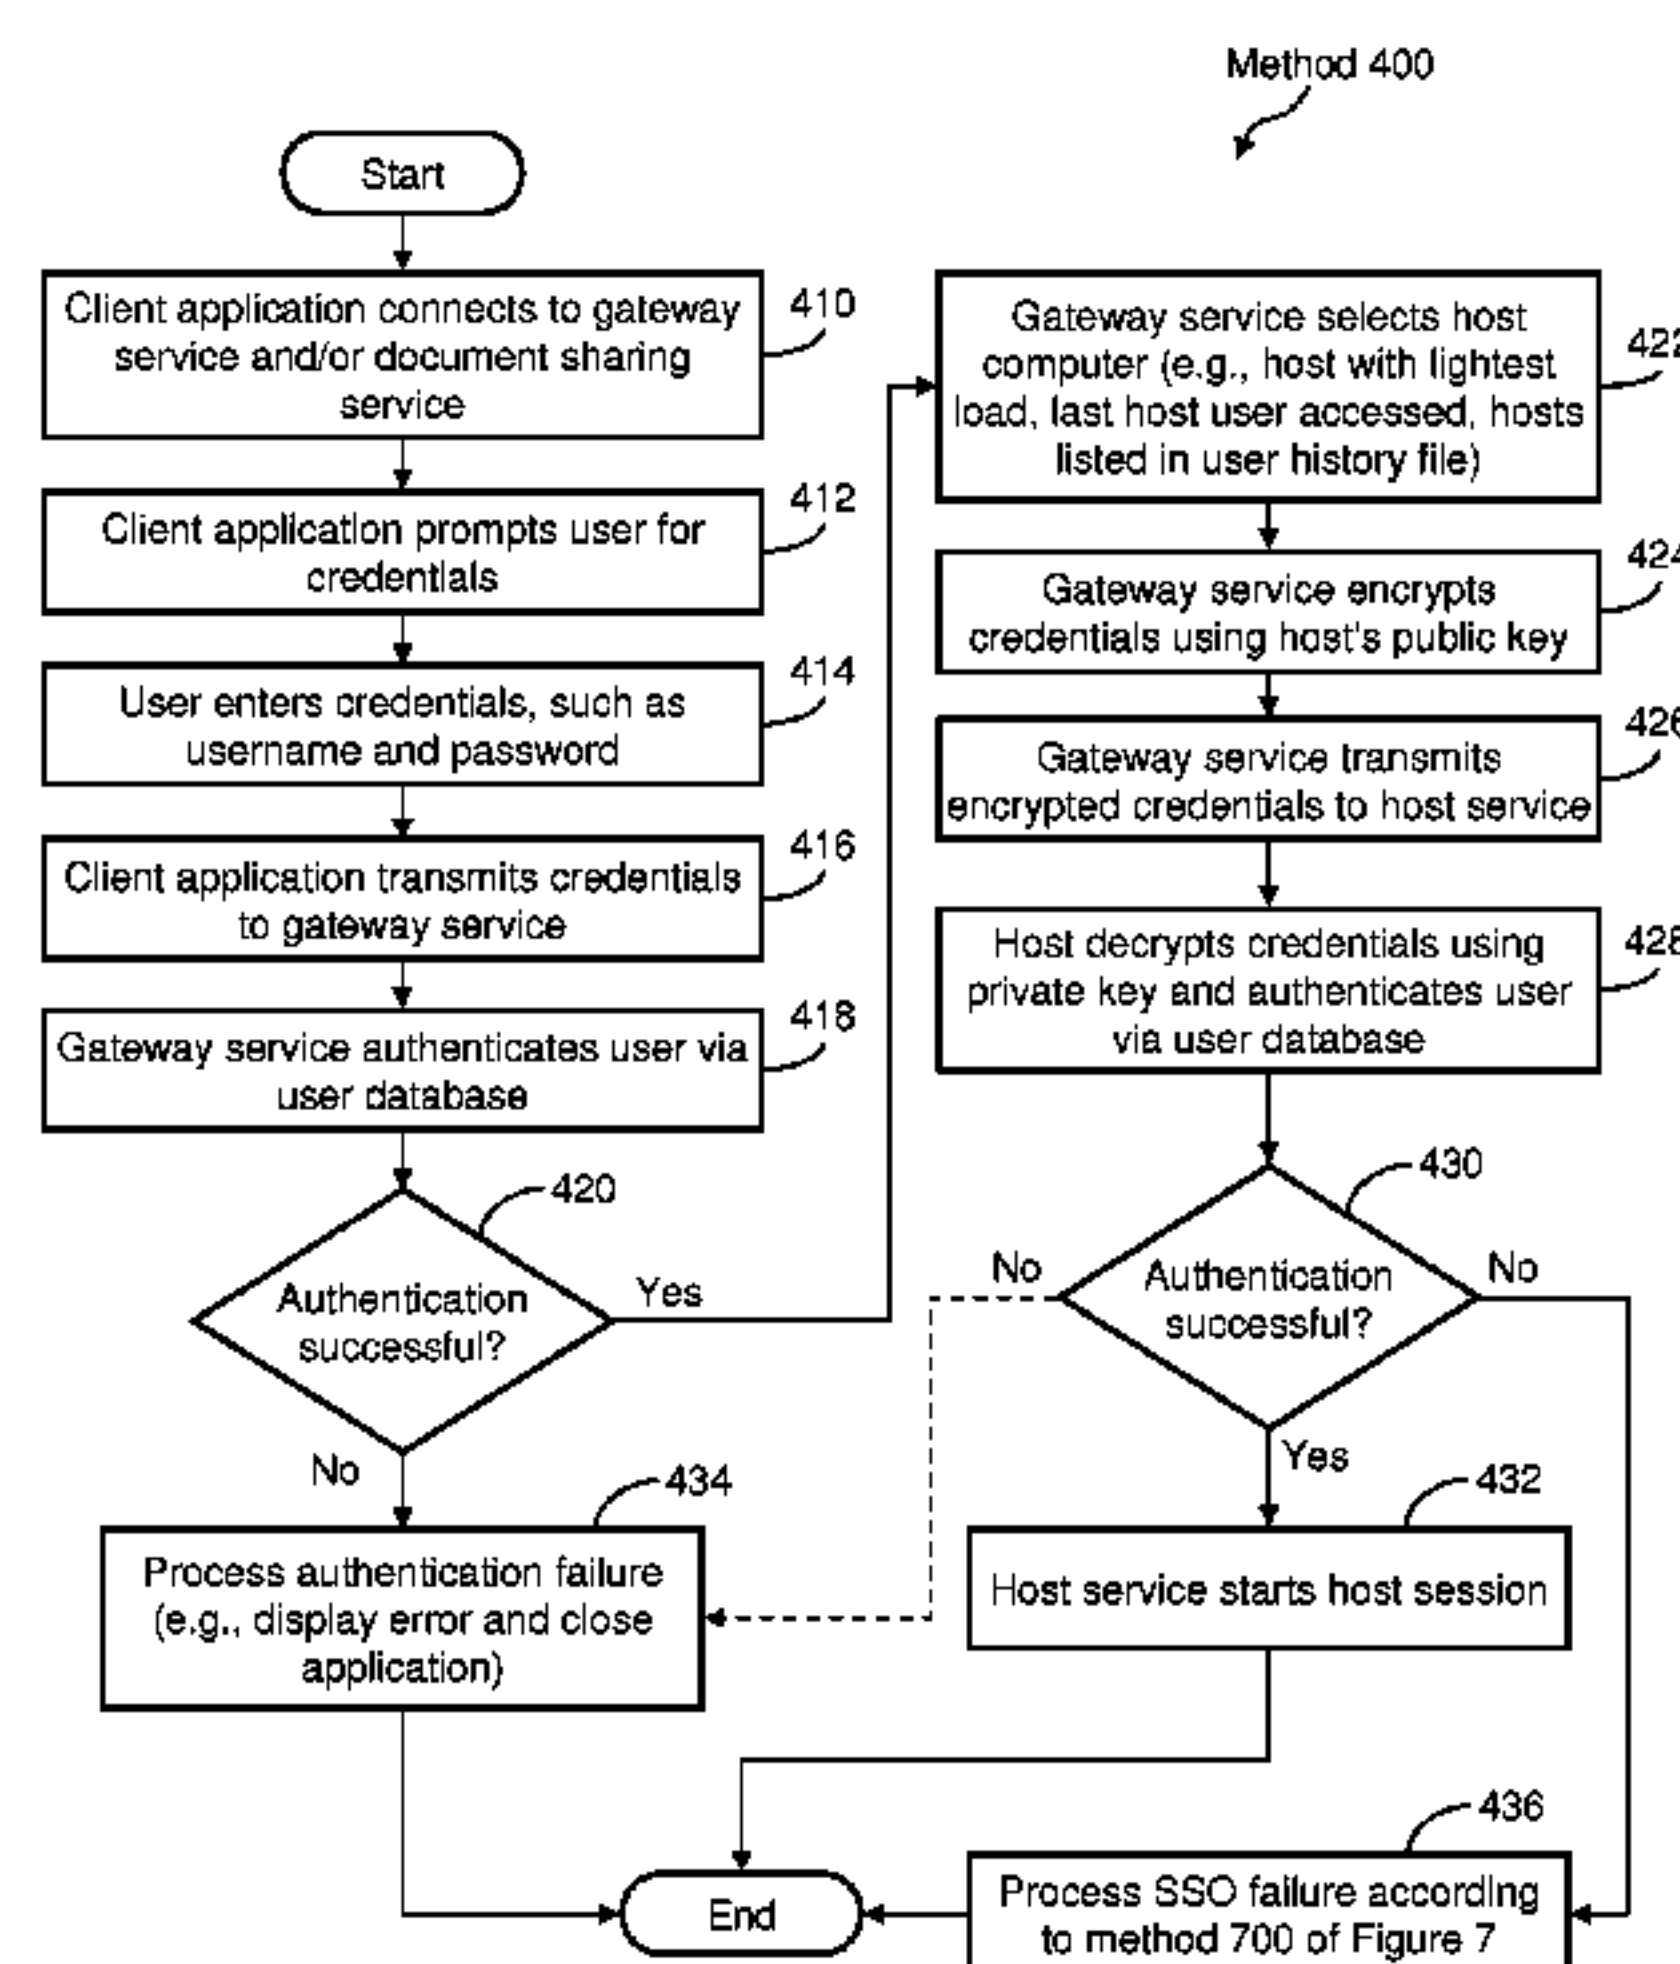 Method 400
Start
Client application connects to gateway
service and/or document sharing
service
410
Client application prompts user for
credentials
412
User enters credentials, such as
username and password
414
Client application transmits credentials
to gateway service
416
Gateway service authenticates user via
user database
418
Authentication
successful?
420
Yes
No
Process authentication failure
(e.g., display error and close
application)
434
Gateway service selects host
computer (e.g., host with lightest
load, last host user accessed, hosts
listed in user history file)
422
Gateway service encrypts
credentials using host's public key
424
Gateway service transmits
encrypted credentials to host service
426
Host decrypts credentials using
private key and authenticates user
via user database
428
Authentication
successful?
430
No
No
Yes
Host service starts host session
432
Process SSO failure according
to method 700 of Figure 7
436
End